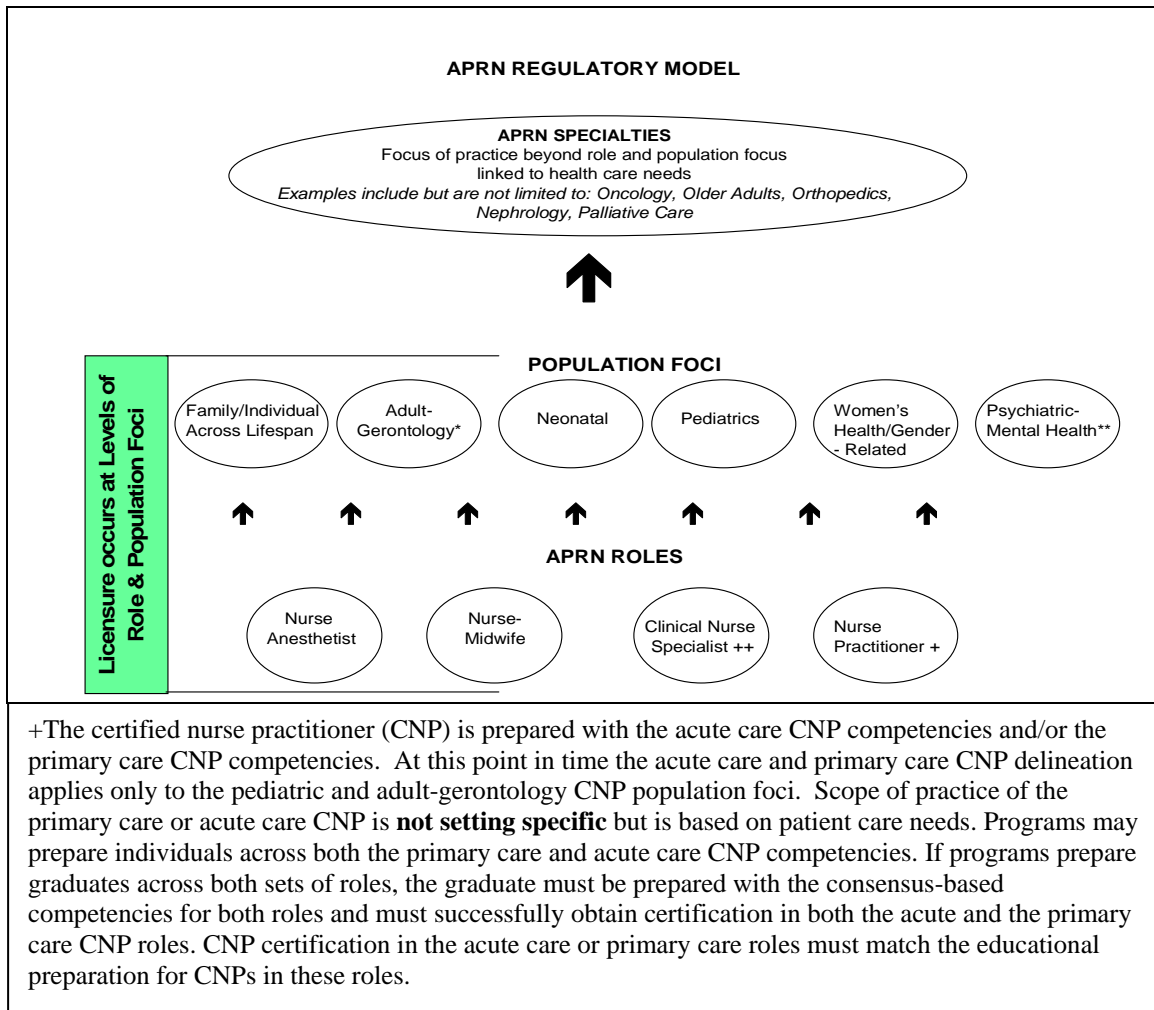 APRN REGULATORY MODEL
APRN SPECIALTIES
Focus of practice beyond role and population focus
linked to health care needs
Examples include but are not limited to: Oncology, Older Adults, Orthopedics,
Nephrology, Palliative Care
Licensure occurs at Levels of
Role & Population Foci
POPULATION FOCI
Family/Individual
Across Lifespan
Adult-
Gerontology*
Neonatal
Pediatrics
Women's
Health/Gender
- Related
Psychiatric-
Mental Health**
APRN ROLES
Nurse
Anesthetist
Nurse-
Midwife
Clinical Nurse
Specialist ++
Nurse
Practitioner +
+The certified nurse practitioner (CNP) is prepared with the acute care CNP competencies and/or the
primary care CNP competencies. At this point in time the acute care and primary care CNP delineation
applies only to the pediatric and adult-gerontology CNP population foci. Scope of practice of the
primary care or acute care CNP is not setting specific but is based on patient care needs. Programs may
prepare individuals across both the primary care and acute care CNP competencies. If programs prepare
graduates across both sets of roles, the graduate must be prepared with the consensus-based
competencies for both roles and must successfully obtain certification in both the acute and the primary
care CNP roles. CNP certification in the acute care or primary care roles must match the educational
preparation for CNPs in these roles.